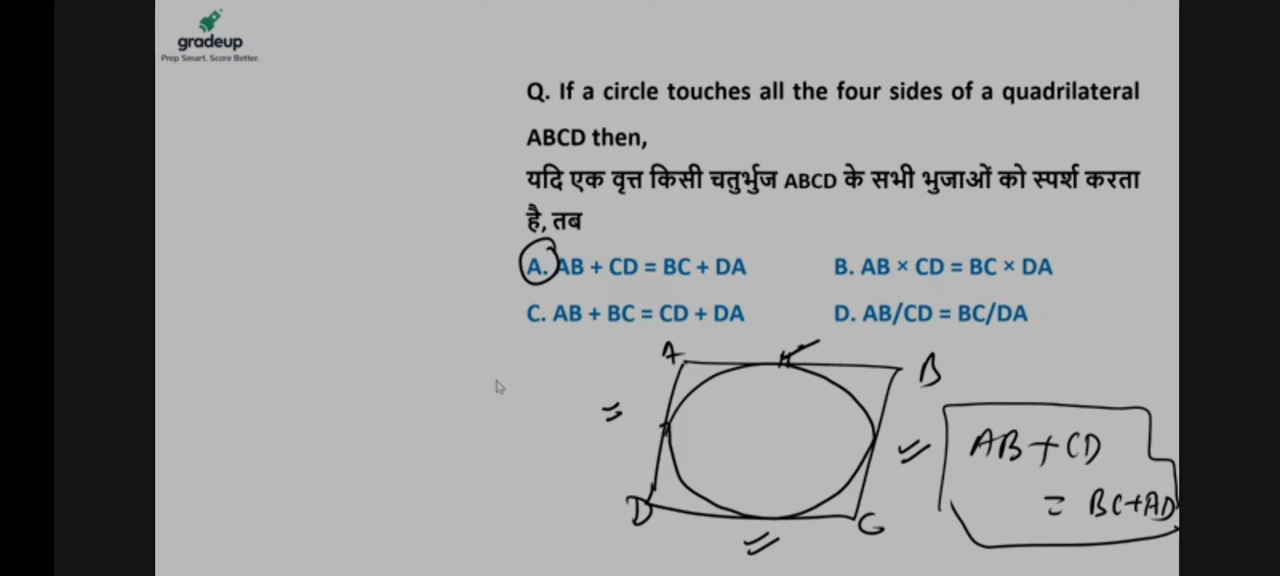 gradeup
Prep Smart. Score Better.
Q. If a circle touches all the four sides of a quadrilateral
ABCD then,
यदि एक वृत्त किसी चतुर्भुज ABCD के सभी भुजाओं को स्पर्श करता
है, तब
A. AB + CD = BC + DA B. AB × CD = BC × DA
C. AB + BC = CD + DA D. AB/CD = BC/DA
A
B
AB + CD
= BC+AD
D
C